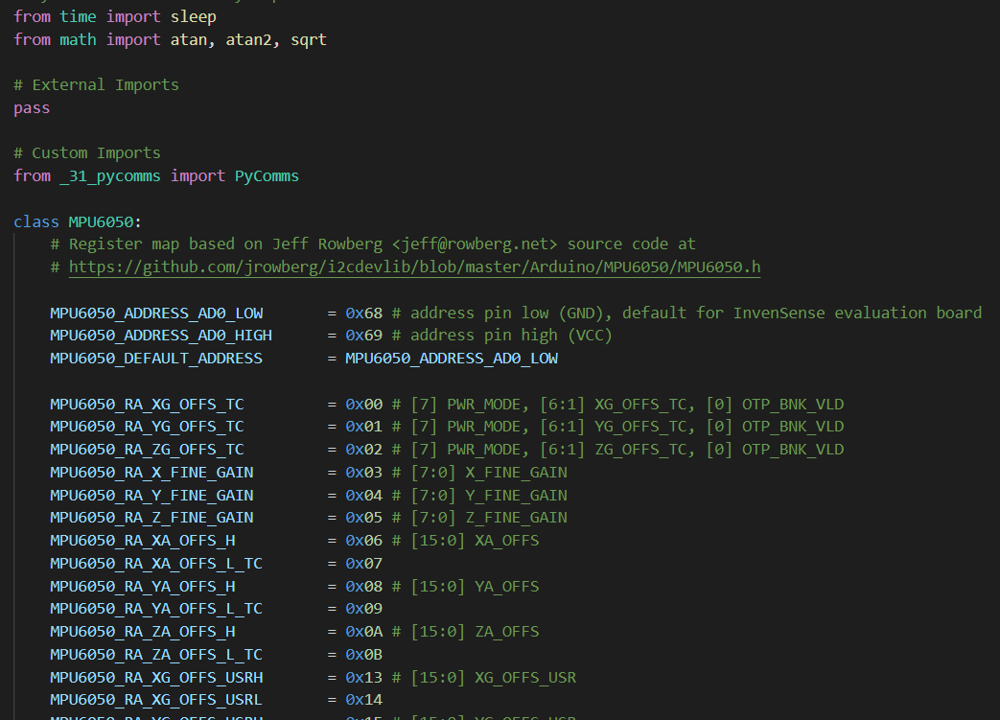 from time import sleep
from math import atan, atan2, sqrt
# External Imports
pass
# Custom Imports
from _31_pycomms import PyComms
class MPU6050:
# Register map based on Jeff Rowberg <jeff@rowberg.net> source code at
# https://github.com/jrowberg/i2cdevlib/blob/master/Arduino/MPU6050/MPU6050.h
MPU6050_ADDRESS_AD0_LOW = 0x68 # address pin low (GND), default for InvenSense evaluation board
MPU6050_ADDRESS_AD0_HIGH = 0x69 # address pin high (VCC)
MPU6050_DEFAULT_ADDRESS = MPU6050_ADDRESS_AD0_LOW
MPU6050_RA_XG_OFFS_TC = 0x00 # [7] PWR_MODE, [6:1] XG_OFFS_TC, [0] OTP_BNK_VLD
MPU6050_RA_YG_OFFS_TC = 0x01 # [7] PWR_MODE, [6:1] YG_OFFS_TC, [0] OTP_BNK_VLD
MPU6050_RA_ZG_OFFS_TC = 0x02 # [7] PWR_MODE, [6:1] ZG_OFFS_TC, [0] OTP_BNK_VLD
MPU6050_RA_X_FINE_GAIN = 0x03 # [7:0] X_FINE_GAIN
MPU6050_RA_Y_FINE_GAIN = 0x04 # [7:0] Y_FINE_GAIN
MPU6050_RA_Z_FINE_GAIN = 0x05 # [7:0] Z_FINE_GAIN
MPU6050_RA_XA_OFFS_H = 0x06 # [15:0] XA_OFFS
MPU6050_RA_XA_OFFS_L_TC = 0x07
MPU6050_RA_YA_OFFS_H = 0x08 # [15:0] YA_OFFS
MPU6050_RA_YA_OFFS_L_TC = 0x09
MPU6050_RA_ZA_OFFS_H = 0x0A # [15:0] ZA_OFFS
MPU6050_RA_ZA_OFFS_L_TC = 0x0B
MPU6050_RA_XG_OFFS_USRH = 0x13 # [15:0] XG_OFFS_USR
MPU6050_RA_XG_OFFS_USRL = 0x14